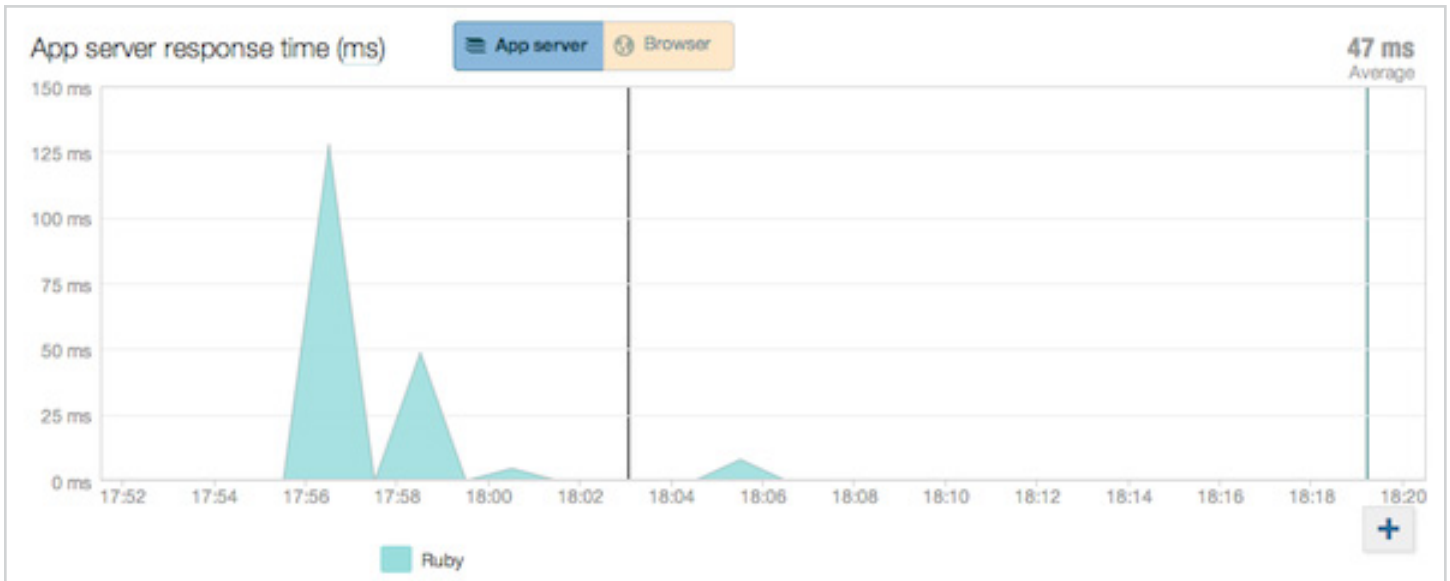 App server response time (ms)
App server
Browser
47 ms
Average
150 ms
125 ms
100 ms
75 ms
50 ms
25 ms
0 ms
17:52 17:54 17:56 17:58 18:00 18:02 18:04 18:06 18:08 18:10 18:12 18:14 18:16 18:18 18:20
+
Ruby